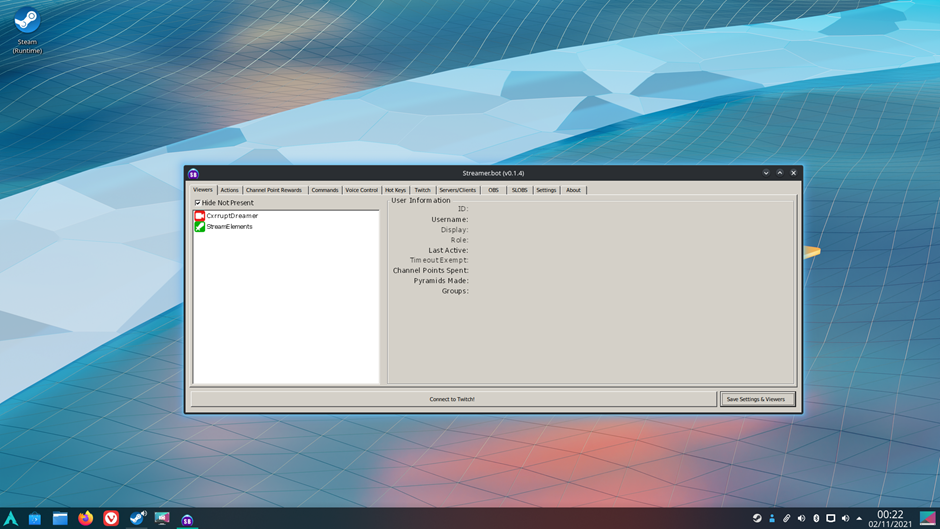 Steam
(Runtime)
Streamer.bot (v0.1.4)
Viewers Actions Channel Point Rewards Commands Voice Control Hot Keys Twitch Servers/Clients OBS SLOBS Settings About
Hide Not Present
CxrruptDreamer
StreamElements
User Information
ID:
Username:
Display:
Role:
Last Active:
Timeout Exempt:
Channel Points Spent:
Pyramids Made:
Groups:
Connect to Twitch!
Save Settings & Viewers
SB
00:22
02/11/2021